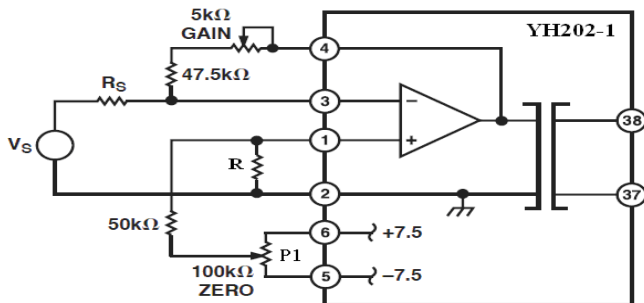 5kΩ
GAIN
4
YH202-1
RS
47.5kΩ
3
38
VS
1
R
2
37
50kΩ
6
+7.5
P1
100kΩ
ZERO
5
−7.5